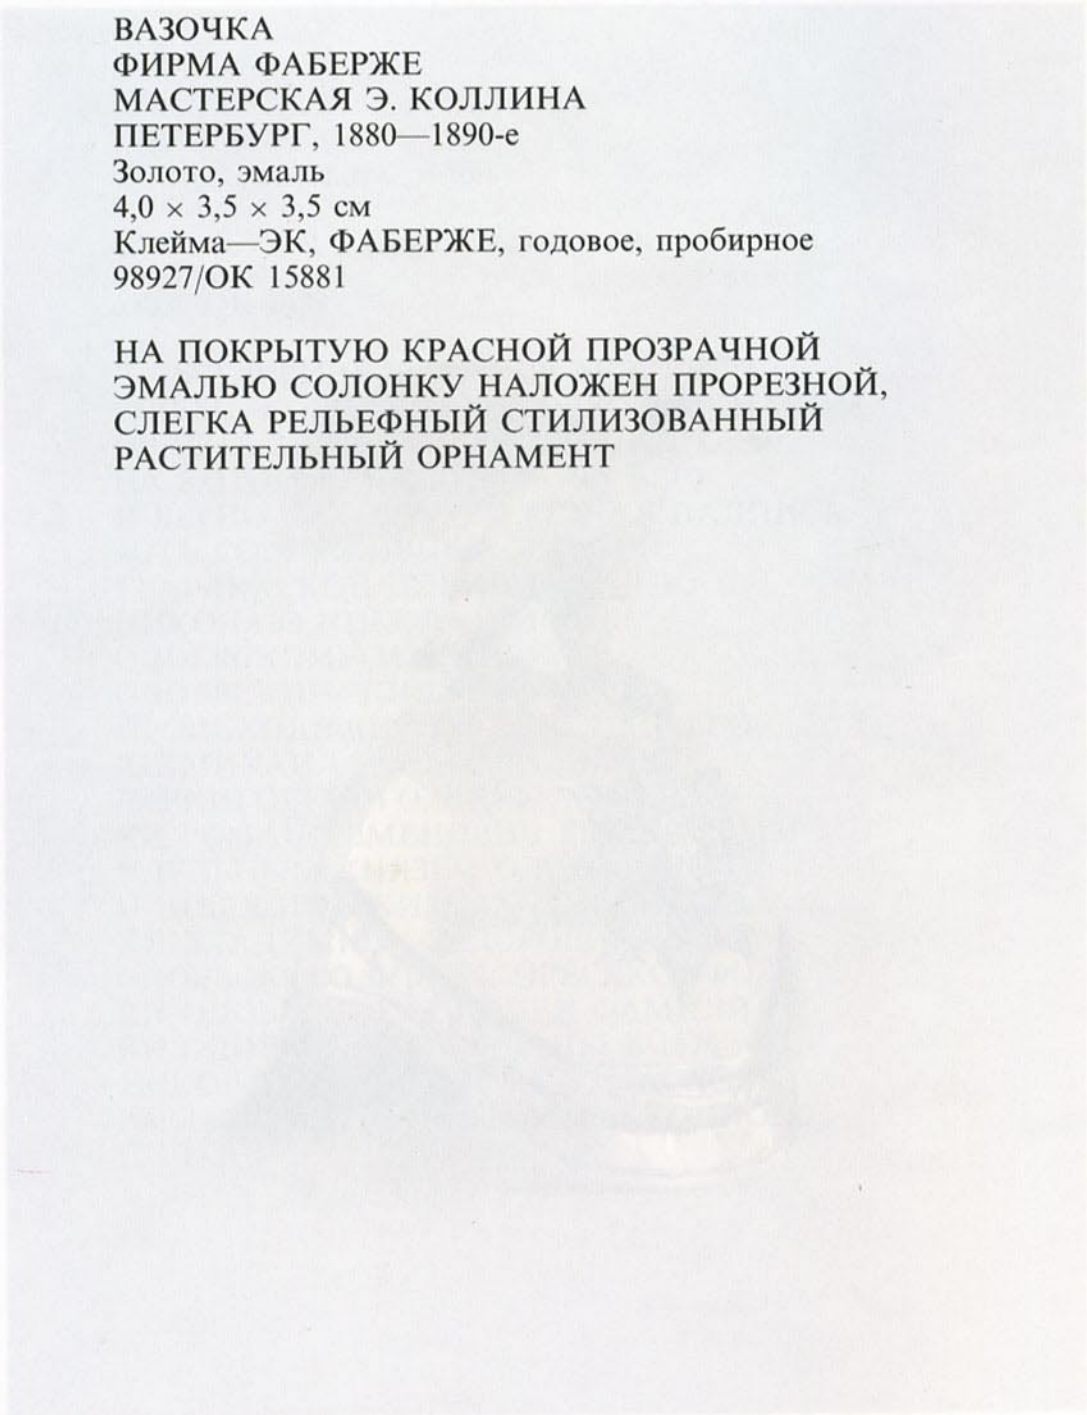 ВАЗОЧКА
ФИРМА ФАБЕРЖЕ
МАСТЕРСКАЯ Э. КОЛЛИНА
ПЕТЕРБУРГ, 1880—1890-е
Золото, эмаль
4,0 × 3,5 × 3,5 см
Клейма—ЭК, ФАБЕРЖЕ, годовое, пробирное
98927/ОК 15881
НА ПОКРЫТУЮ КРАСНОЙ ПРОЗРАЧНОЙ
ЭМАЛЬЮ СОЛОНКУ НАЛОЖЕН ПРОРЕЗНОЙ,
СЛЕГКА РЕЛЬЕФНЫЙ СТИЛИЗОВАННЫЙ
РАСТИТЕЛЬНЫЙ ОРНАМЕНТ